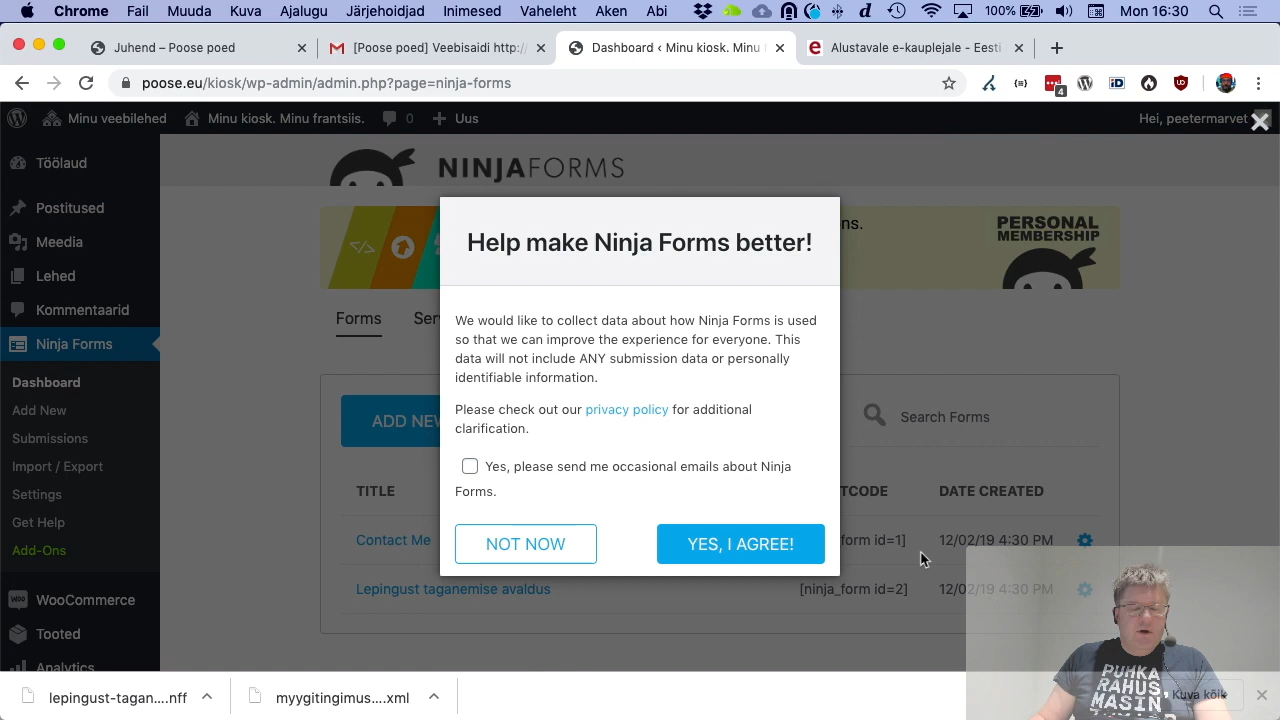 Chrome Fail Muuda Kuva Ajalugu Järjehoidjad Inimesed Vaheleht Aken Abi 100% Mon 16:30
Juhend – Poose poed
[Poose poed] Veebisaidi http:/
Dashboard ‹ Minu kiosk. Minu
Alustavale e-kauplejale - Eesti
poose.eu/kiosk/wp-admin/admin.php?page=ninja-forms
4
Minu veebilehed Minu kiosk. Minu frantsiis. 0 Uus Hei, peetermarvet
Töölaud
Postitused
Meedia
Lehed
Kommentaarid
Ninja Forms
Dashboard
Add New
Submissions
Import / Export
Settings
Get Help
Add-Ons
WooCommerce
Tooted
Analytics
NINJAFORMS
ns.
PERSONAL
MEMBERSHIP
Forms Ser
ADD NEW
Search Forms
TITLE TCODE DATE CREATED
Contact Me form id=1] 12/02/19 4:30 PM
Lepingust taganemise avaldus [ninja_form id=2] 12/02/19 4:30 PM
Help make Ninja Forms better!
We would like to collect data about how Ninja Forms is used
so that we can improve the experience for everyone. This
data will not include ANY submission data or personally
identifiable information.
Please check out our privacy policy for additional
clarification.
Yes, please send me occasional emails about Ninja
Forms.
NOT NOW
YES, I AGREE!
PUHKA
RAHUS
MASIN
lepingust-tagan....nff
myygitingimus....xml
Kuva kõik